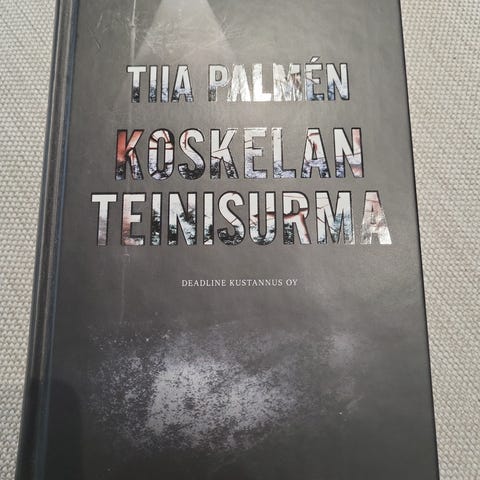 TIIA PALMÉN
KOSKELAN
TEINISURMA
DEADLINE KUSTANNUS OY